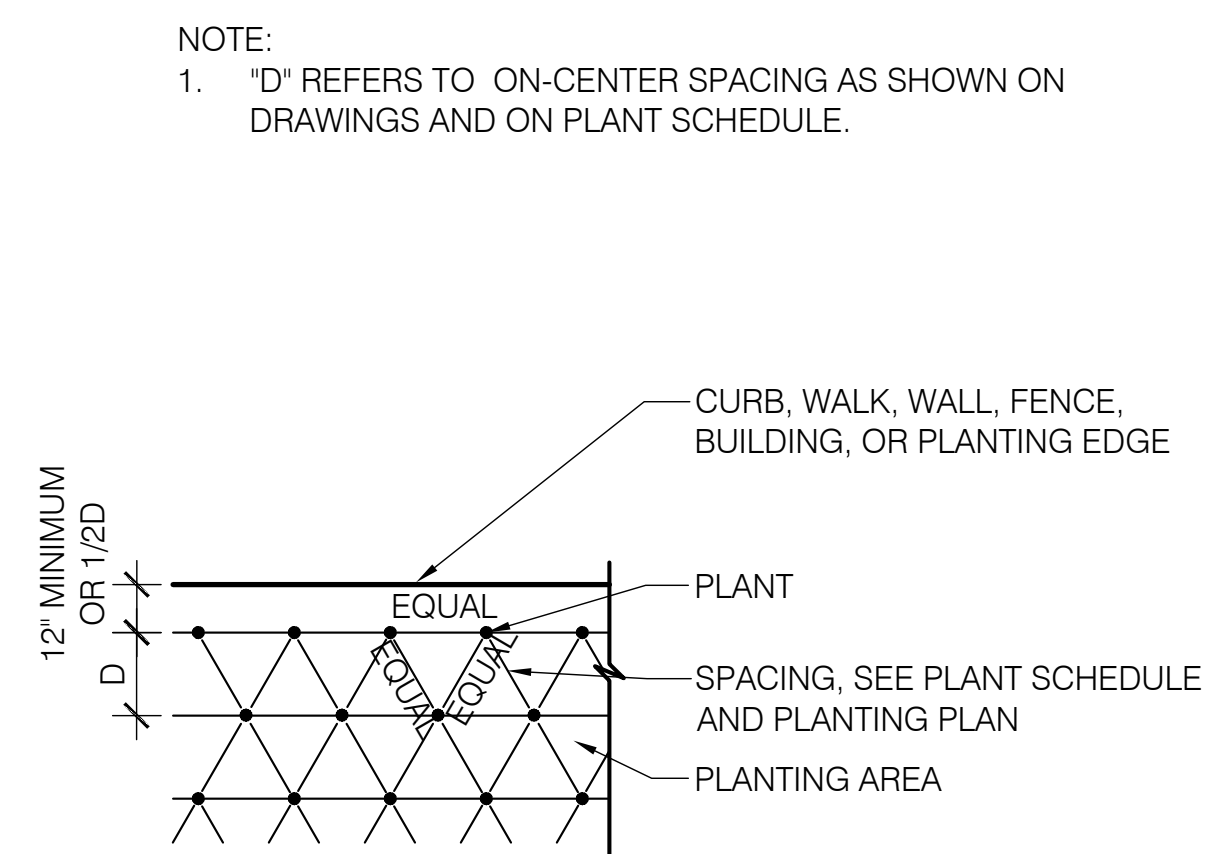 NOTE:
1. "D" REFERS TO ON-CENTER SPACING AS SHOWN ON
DRAWINGS AND ON PLANT SCHEDULE.
CURB, WALK, WALL, FENCE,
BUILDING, OR PLANTING EDGE
12" MINIMUM
OR 1/2D
D
EQUAL
EQUAL
EQUAL
PLANT
SPACING, SEE PLANT SCHEDULE
AND PLANTING PLAN
PLANTING AREA